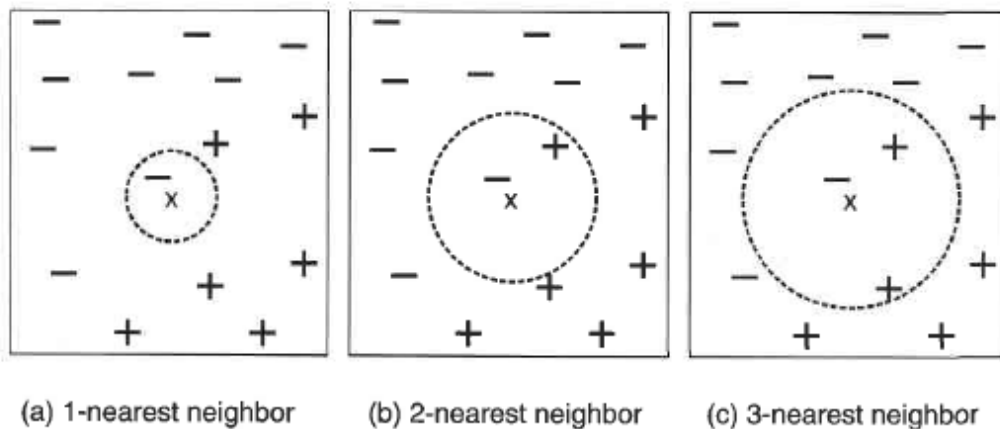 x
x
x
(a) 1-nearest neighbor
(b) 2-nearest neighbor
(c) 3-nearest neighbor